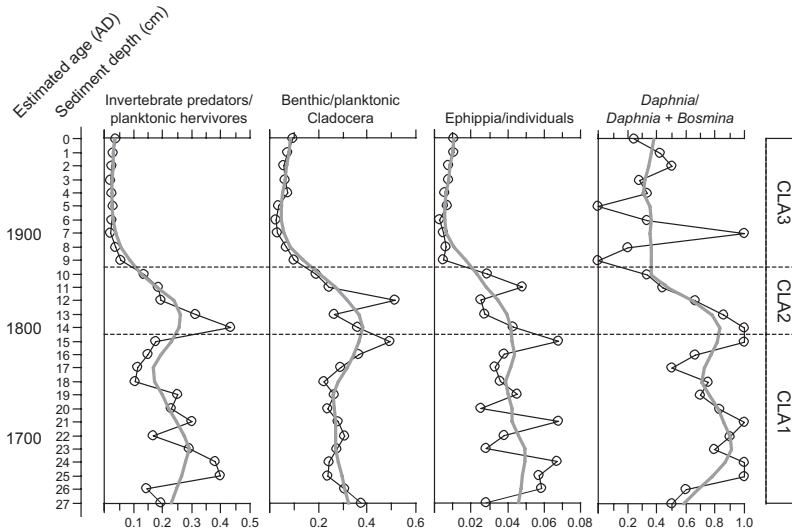 Estimated age (AD)
Sediment depth (cm)
Invertebrate predators/
planktonic hervivores
Benthic/planktonic
Cladocera
Ephippia/individuals
Daphnia/
Daphnia + Bosmina
0
1
2
3
4
5
6
7
8
9
10
11
12
13
14
15
16
17
18
19
20
21
22
23
24
25
26
27
1900
1800
1700
CLA3
CLA2
CLA1
0.1 0.2 0.3 0.4 0.5
0.2 0.4 0.6
0.02 0.04 0.06 0.08
0.2 0.4 0.6 0.8 1.0